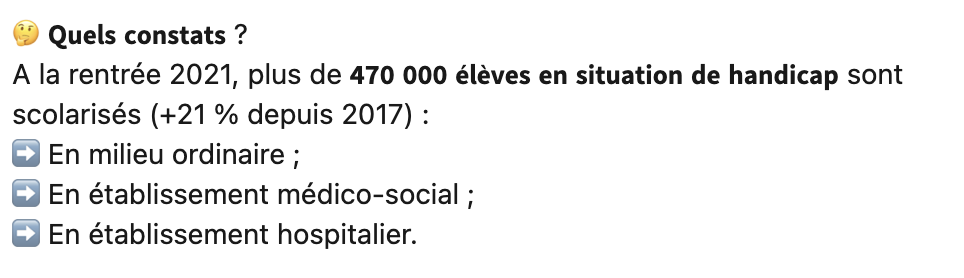 🤔 Quels constats ?
A la rentrée 2021, plus de 470 000 élèves en situation de handicap sont
scolarisés (+21 % depuis 2017) :
➡️ En milieu ordinaire ;
➡️ En établissement médico-social ;
➡️ En établissement hospitalier.